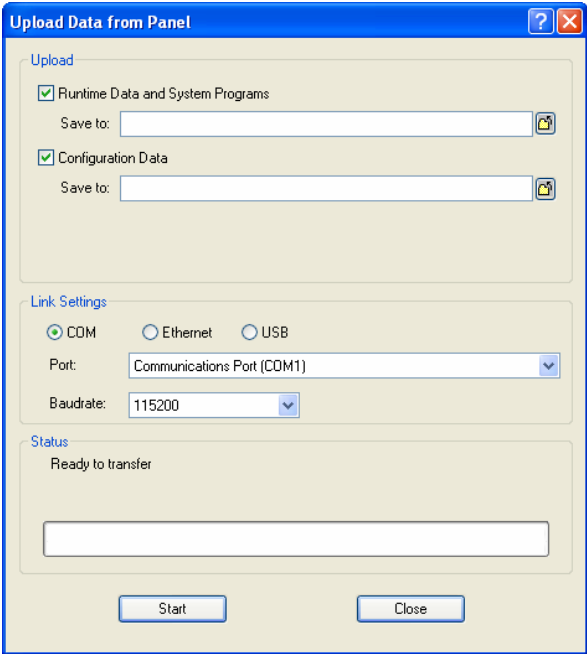 Upload Data from Panel
Upload
Runtime Data and System Programs
Save to:
Configuration Data
Save to:
Link Settings
COM Ethernet USB
Port: Communications Port (COM1)
Baudrate: 115200
Status
Ready to transfer
Start Close